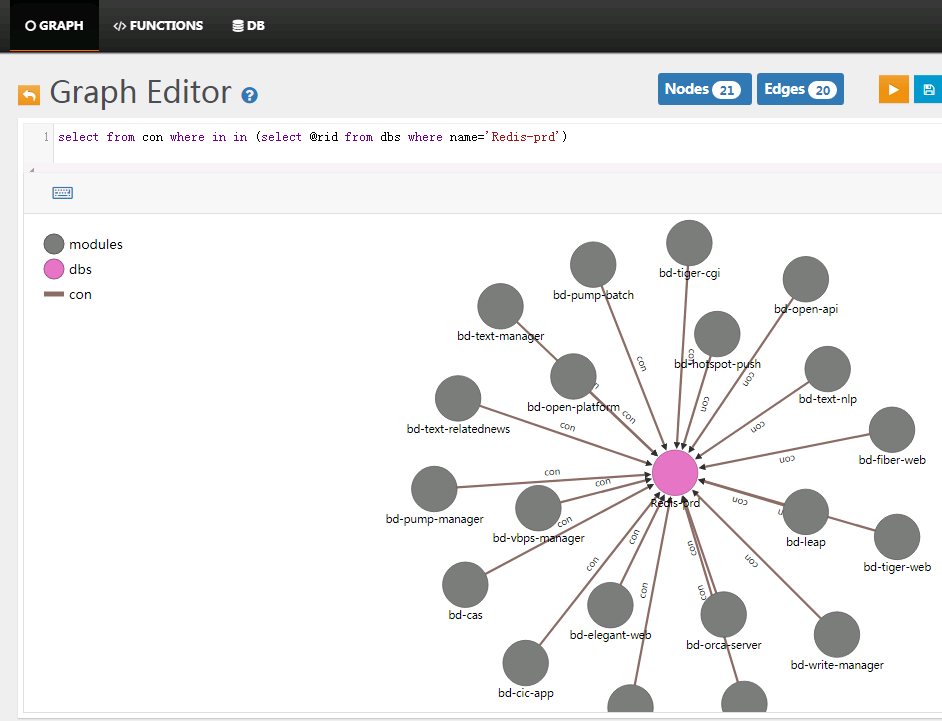 GRAPH
FUNCTIONS
DB
Graph Editor ?
Nodes 21
Edges 20
1 select from con where in in (select @rid from dbs where name='Redis-prd')
modules
dbs
con
bd-tiger-cgi
bd-pump-batch
bd-open-api
bd-text-manager
con
con
bd-hotspot-push
con
bd-text-nlp
bd-open-platform
con
con
con
con
bd-text-relatednews
con
bd-fiber-web
con
con
con
Redis-prd
con
bd-pump-manager
con
bd-vbps-manager
con
bd-leap
con
con
con
bd-tiger-web
bd-cas
con
con
con
bd-elegant-web
bd-orca-server
bd-write-manager
bd-cic-app